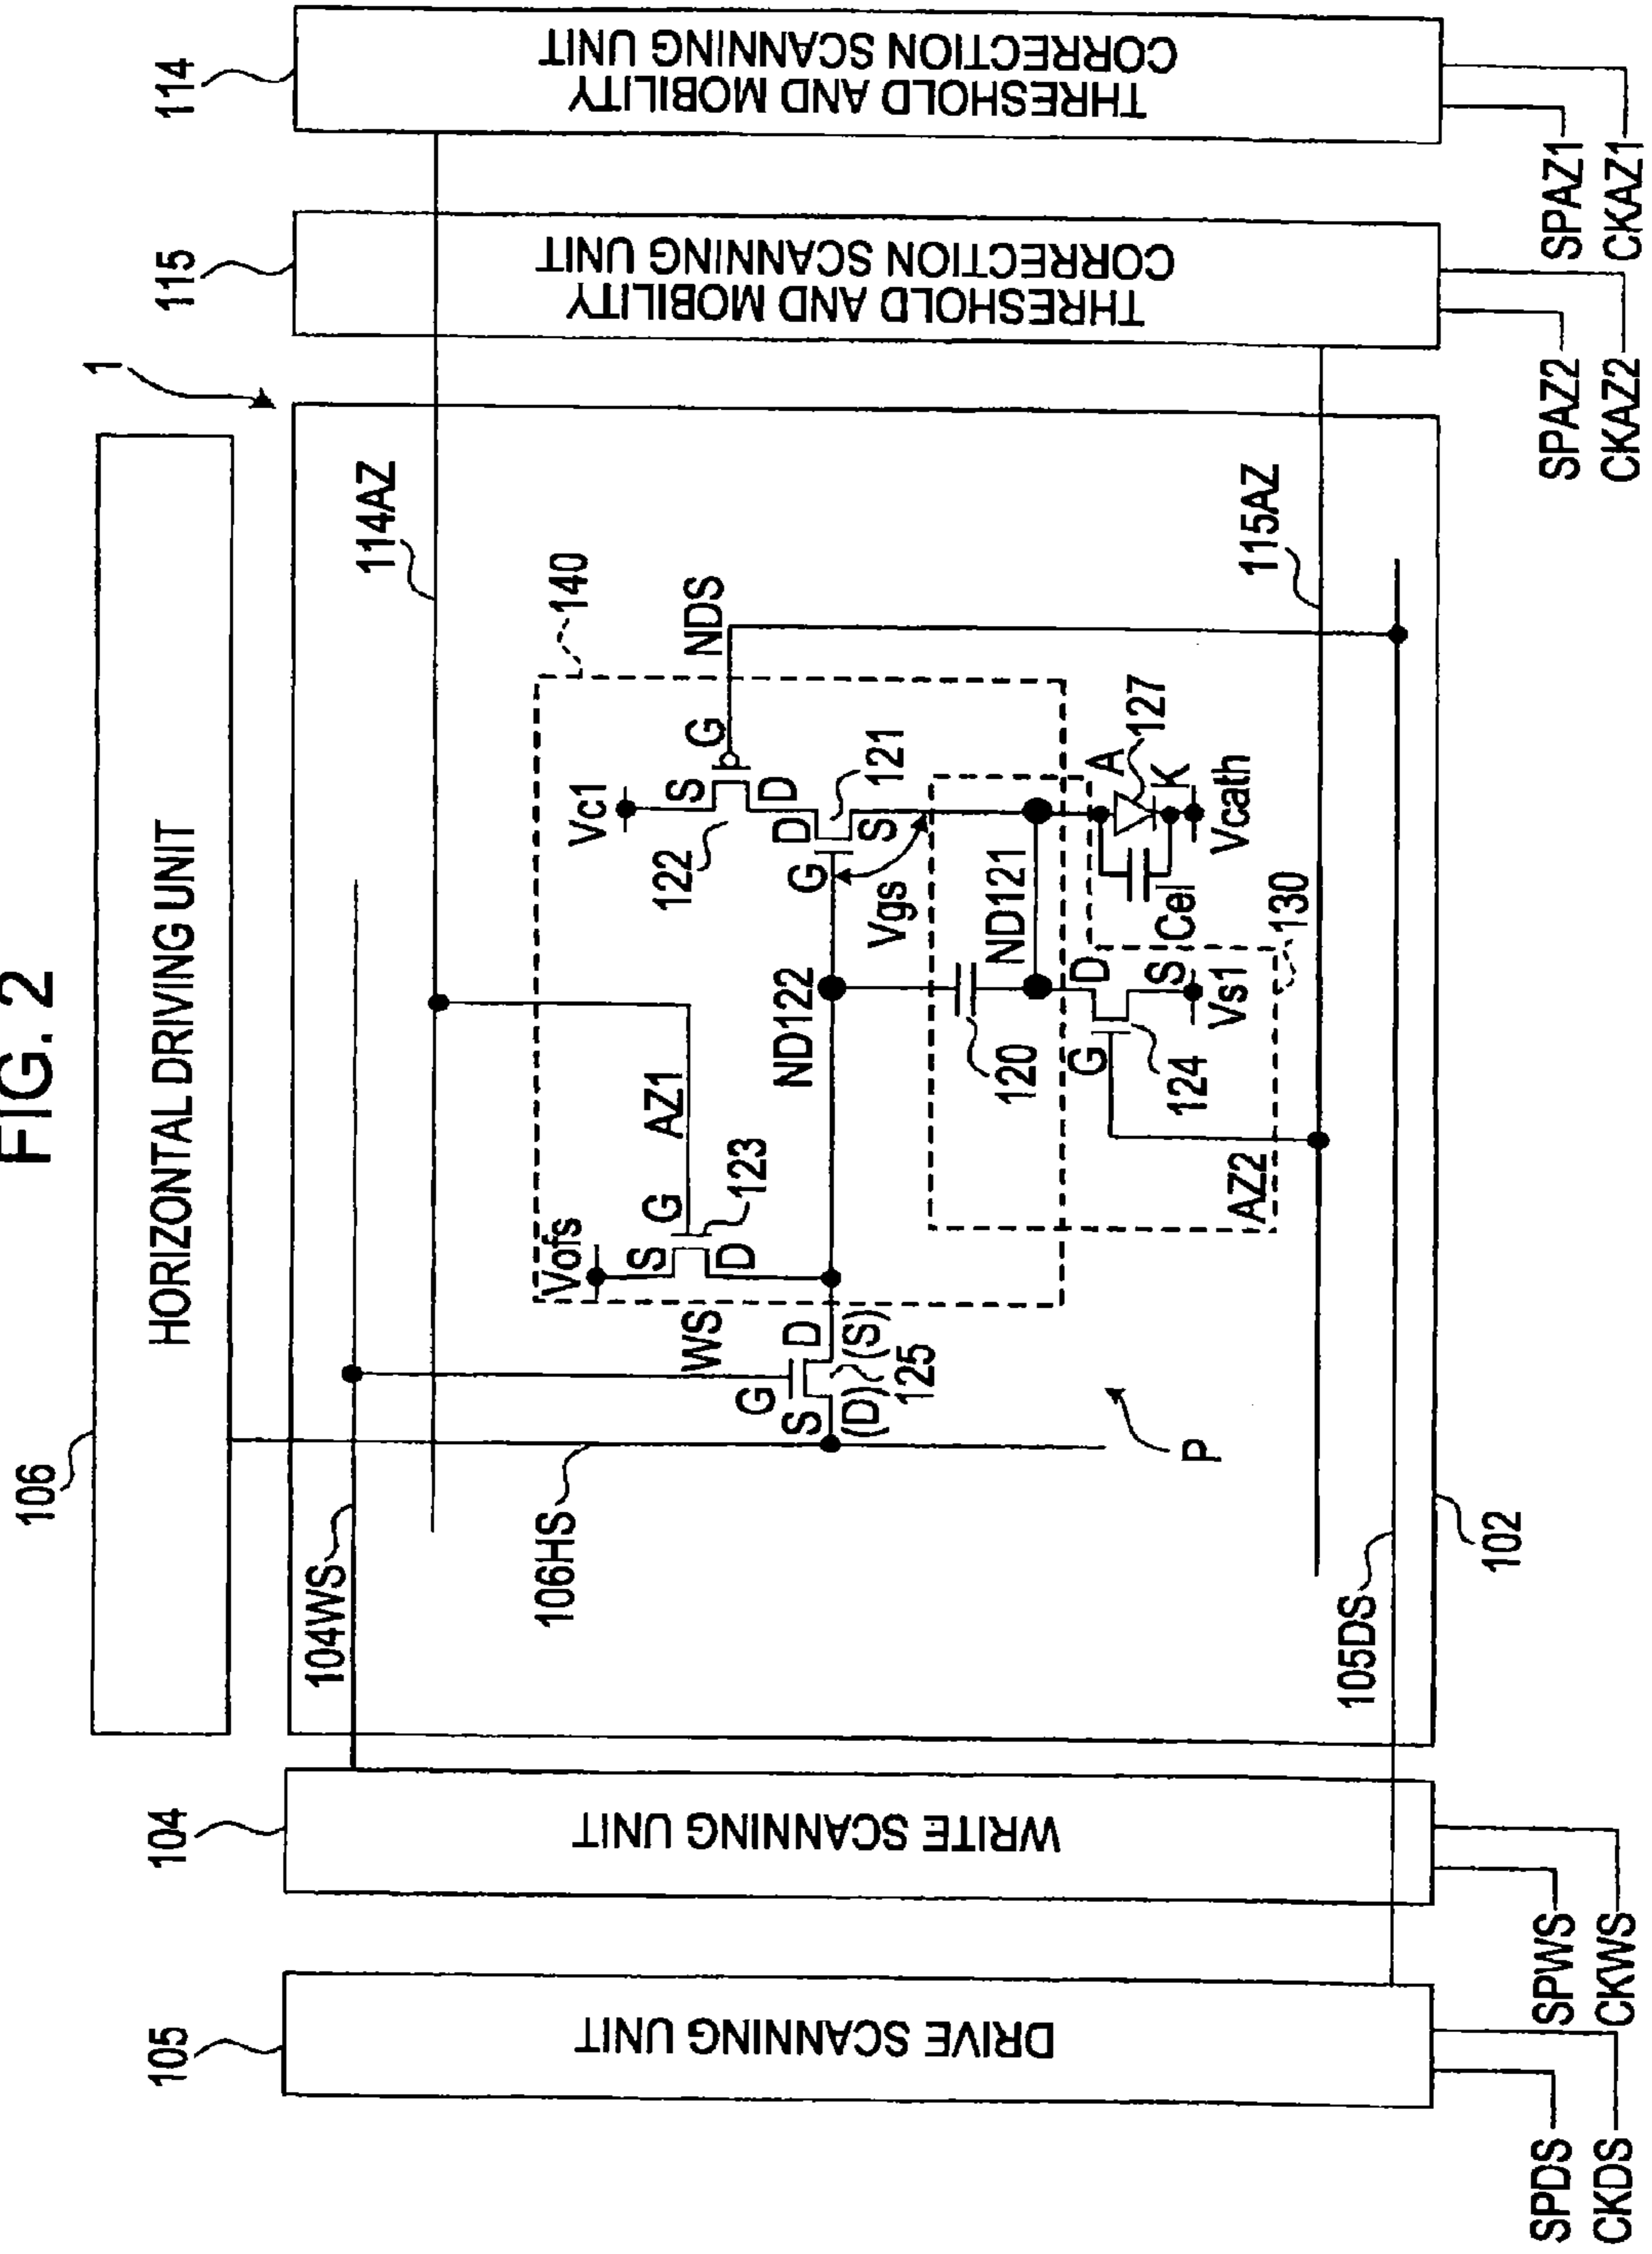 FIG. 2
106
HORIZONTAL DRIVING UNIT
1
105
DRIVE SCANNING UNIT
SPDS
CKDS
104
WRITE SCANNING UNIT
SPWS
CKWS
115
THRESHOLD AND MOBILITY
CORRECTION SCANNING UNIT
SPAZ2
CKAZ2
114
THRESHOLD AND MOBILITY
CORRECTION SCANNING UNIT
SPAZ1
CKAZ1
104WS
114AZ
106HS
140
Vofs
S
G
D
123
AZ1
WS
G
S
D
(D)
(S)
125
Vc1
S
G
D
122
NDS
D
G
S
121
Vgs
ND122
ND121
120
D
G
S
124
Vs1
AZ2
130
A
127
K
Cel
Vcath
P
115AZ
105DS
102